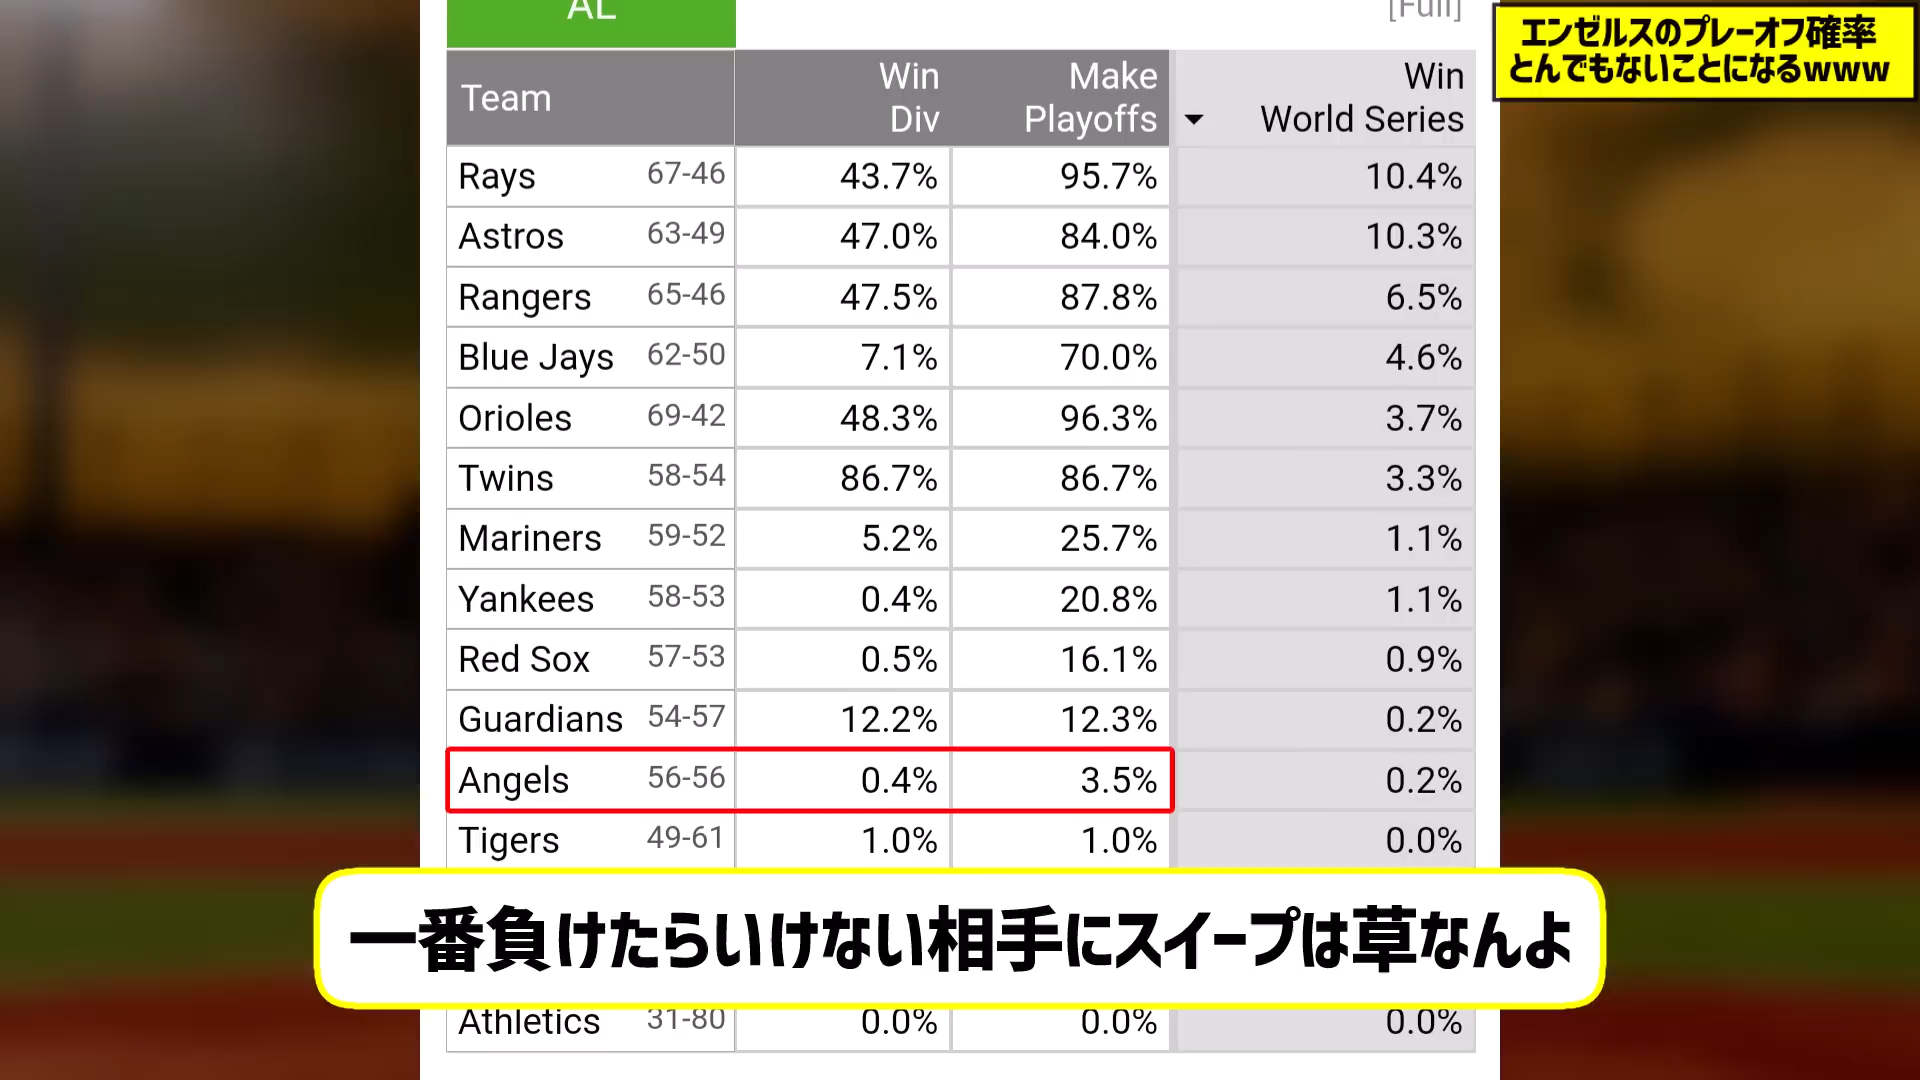 AL
[Full]
エンゼルスのプレーオフ確率
とんでもないことになるwww
Team Win Div Make Playoffs Win World Series
Rays 67-46 43.7% 95.7% 10.4%
Astros 63-49 47.0% 84.0% 10.3%
Rangers 65-46 47.5% 87.8% 6.5%
Blue Jays 62-50 7.1% 70.0% 4.6%
Orioles 69-42 48.3% 96.3% 3.7%
Twins 58-54 86.7% 86.7% 3.3%
Mariners 59-52 5.2% 25.7% 1.1%
Yankees 58-53 0.4% 20.8% 1.1%
Red Sox 57-53 0.5% 16.1% 0.9%
Guardians 54-57 12.2% 12.3% 0.2%
Angels 56-56 0.4% 3.5% 0.2%
Tigers 49-61 1.0% 1.0% 0.0%
一番負けたらいけない相手にスイープは草なんよ
Athletics 31-80 0.0% 0.0% 0.0%